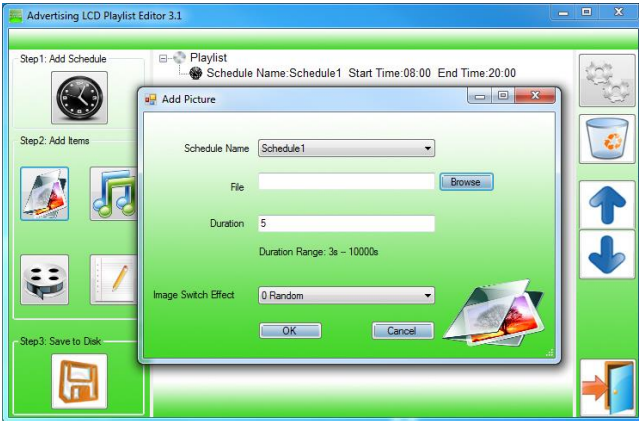 Advertising LCD Playlist Editor 3.1
Step1: Add Schedule
Playlist
Schedule Name:Schedule1 Start Time:08:00 End Time:20:00
Add Picture
Step2: Add Items
Schedule Name Schedule1
File Browse
Duration 5
Duration Range: 3s – 10000s
Image Switch Effect 0 Random
OK Cancel
Step3: Save to Disk